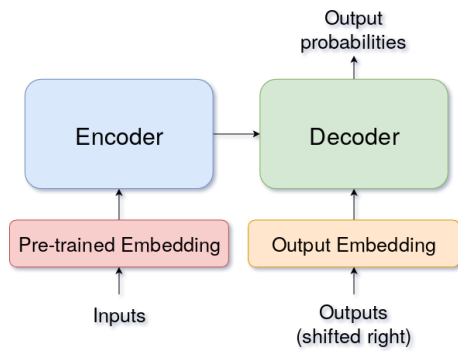 Output
probabilities
Encoder
Decoder
Pre-trained Embedding
Output Embedding
Inputs
Outputs
(shifted right)